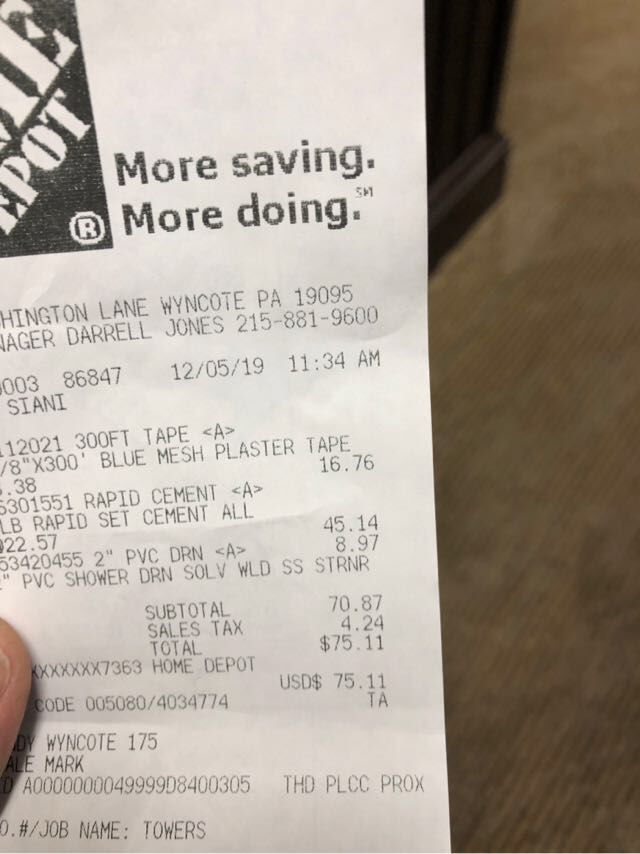 More saving.
More doing.℠
®
HINGTON LANE WYNCOTE PA 19095
NAGER DARRELL JONES 215-881-9600
0003 86847 12/05/19 11:34 AM
SIANI
112021 300FT TAPE <A>
/8"X300' BLUE MESH PLASTER TAPE
.38 16.76
5301551 RAPID CEMENT <A>
LB RAPID SET CEMENT ALL
@22.57 45.14
53420455 2" PVC DRN <A> 8.97
" PVC SHOWER DRN SOLV WLD SS STRNR
SUBTOTAL 70.87
SALES TAX 4.24
TOTAL $75.11
XXXXXXX7363 HOME DEPOT
USD$ 75.11
CODE 005080/4034774 TA
DY WYNCOTE 175
ALE MARK
D A0000000049999D8400305 THD PLCC PROX
O.#/JOB NAME: TOWERS